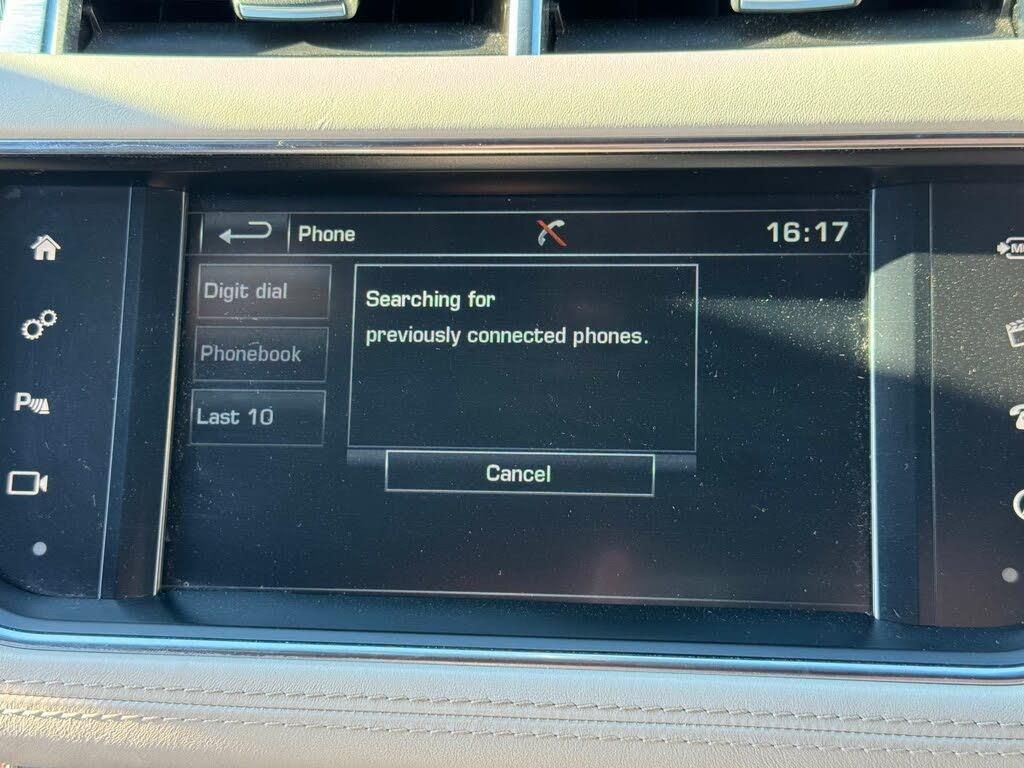 Phone
16:17
Digit dial
Phonebook
Last 10
Searching for
previously connected phones.
Cancel
P